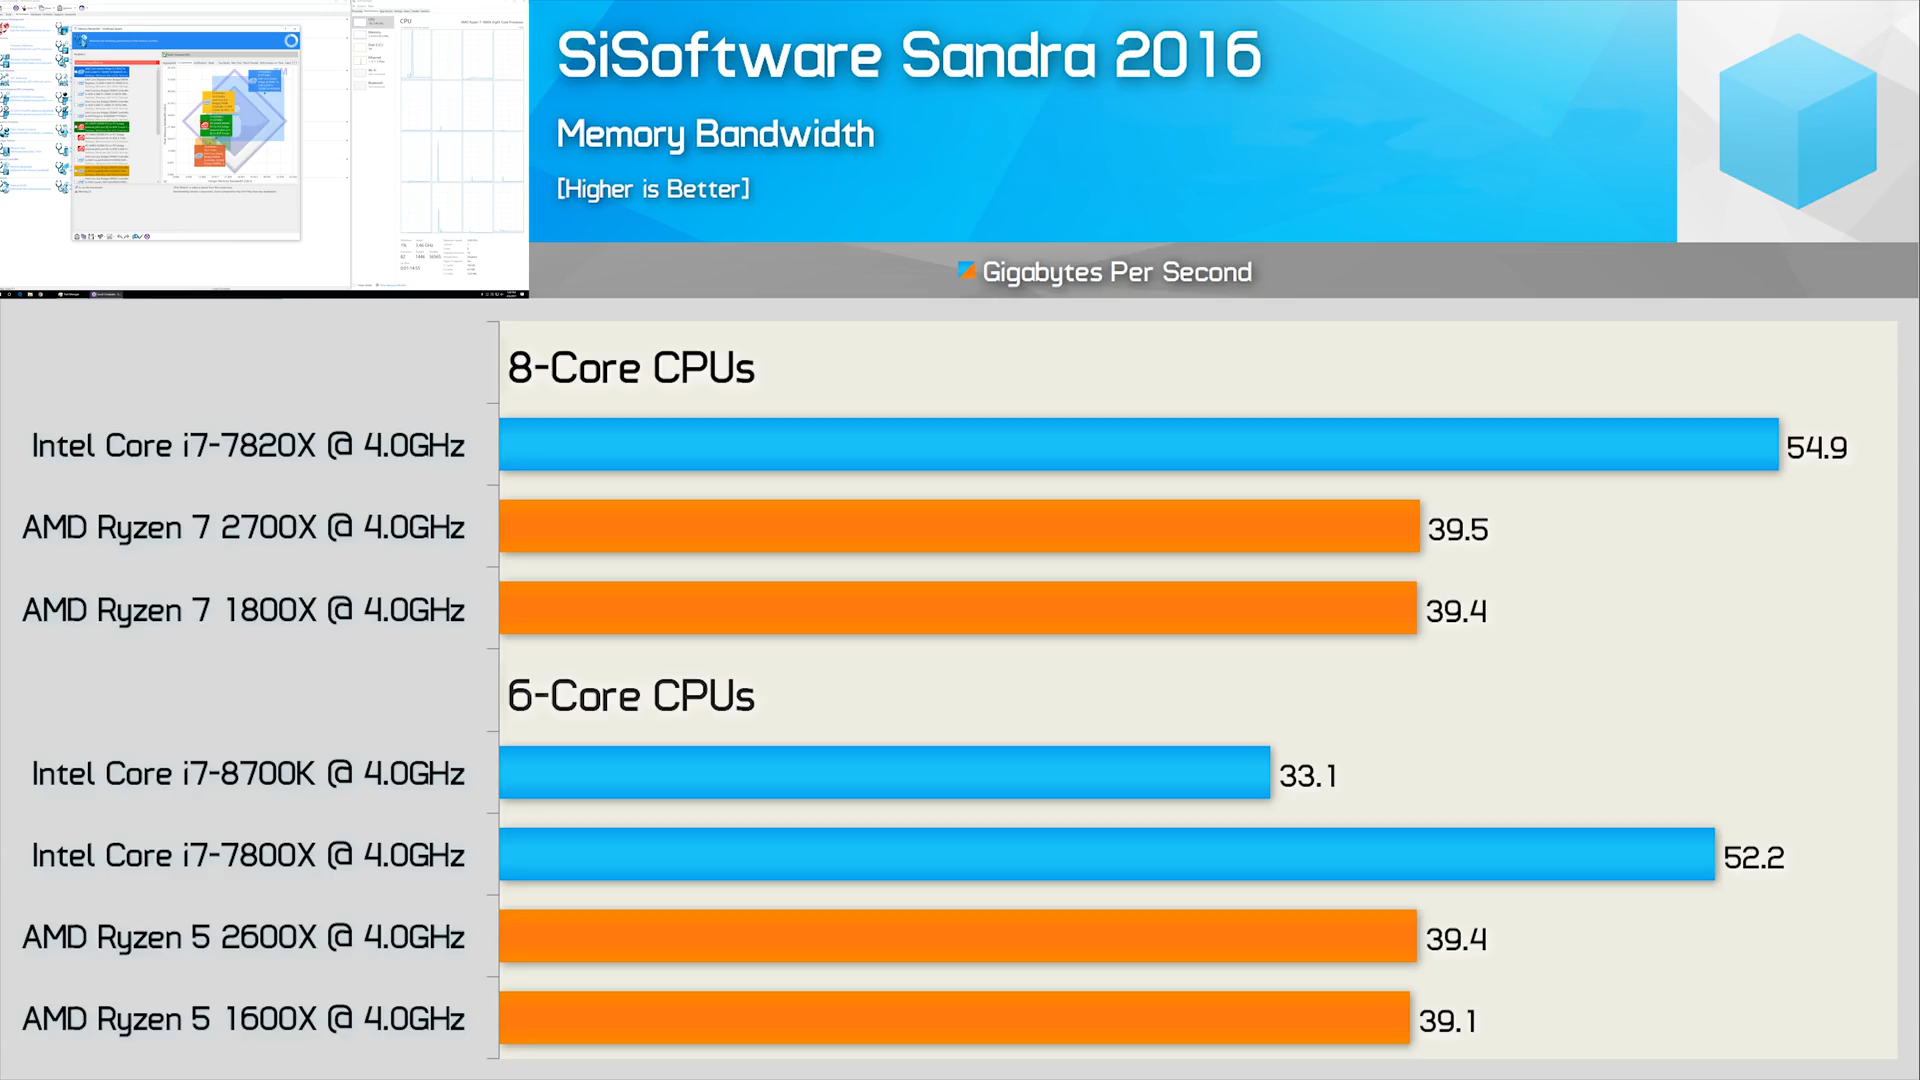 SiSoftware Sandra 2016
Memory Bandwidth
[Higher is Better]
CPU
Gigabytes Per Second
8-Core CPUs
Intel Core i7-7820X @ 4.0GHz
54.9
AMD Ryzen 7 2700X @ 4.0GHz
39.5
AMD Ryzen 7 1800X @ 4.0GHz
39.4
6-Core CPUs
Intel Core i7-8700K @ 4.0GHz
33.1
Intel Core i7-7800X @ 4.0GHz
52.2
AMD Ryzen 5 2600X @ 4.0GHz
39.4
AMD Ryzen 5 1600X @ 4.0GHz
39.1